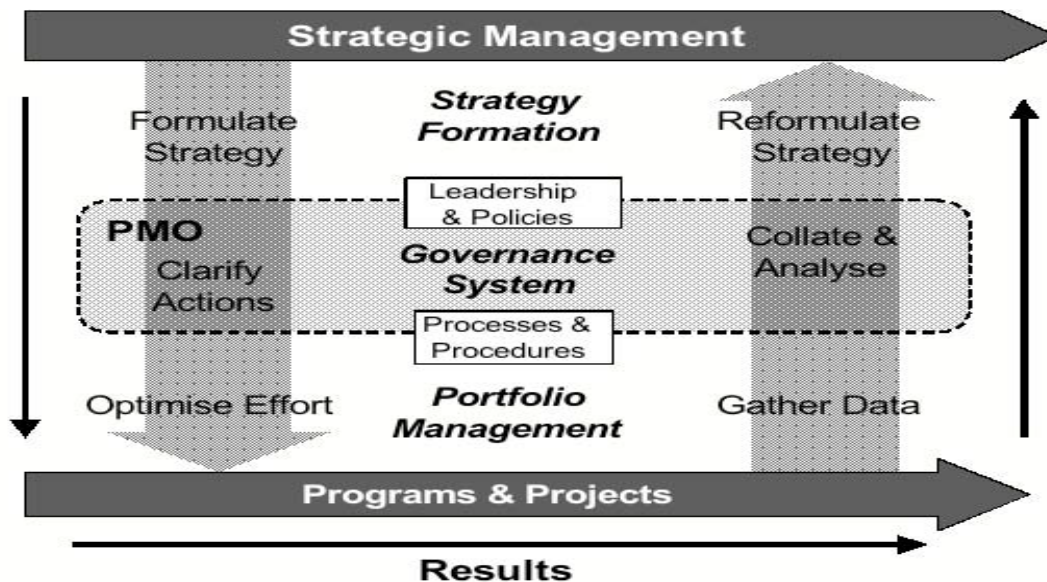 Strategic Management
Formulate
Strategy
Strategy
Formation
Reformulate
Strategy
Leadership
& Policies
PMO
Clarify
Actions
Governance
System
Collate &
Analyse
Processes &
Procedures
Optimise Effort
Portfolio
Management
Gather Data
Programs & Projects
Results